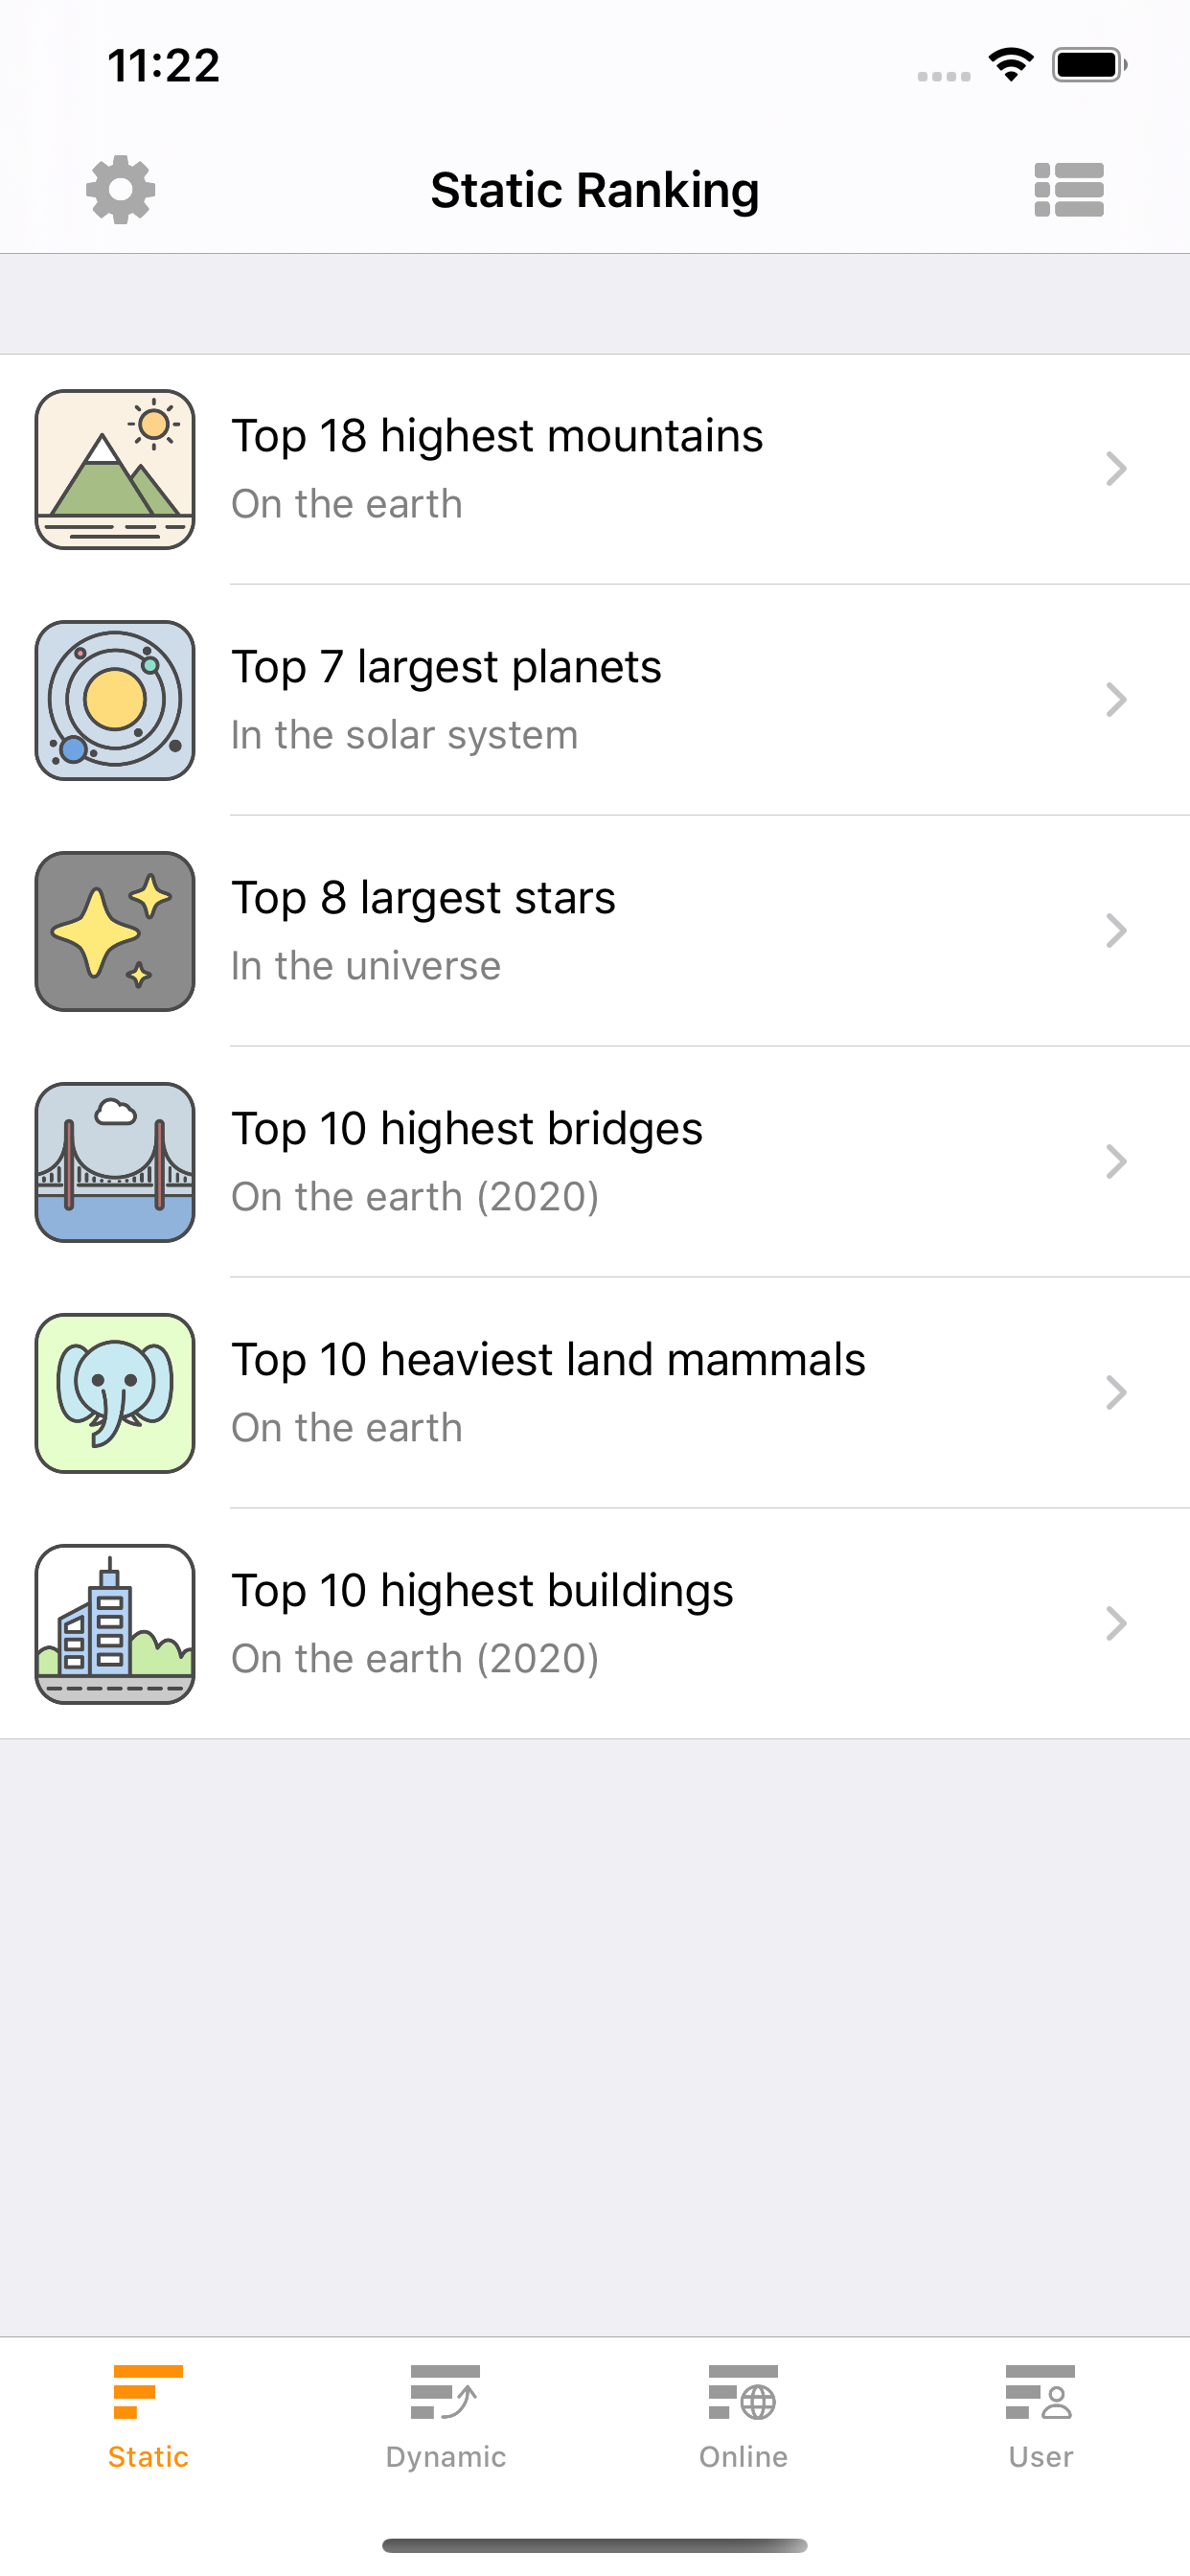 11:22
Static Ranking
Top 18 highest mountains
On the earth
Top 7 largest planets
In the solar system
Top 8 largest stars
In the universe
Top 10 highest bridges
On the earth (2020)
Top 10 heaviest land mammals
On the earth
Top 10 highest buildings
On the earth (2020)
Static
Dynamic
Online
User